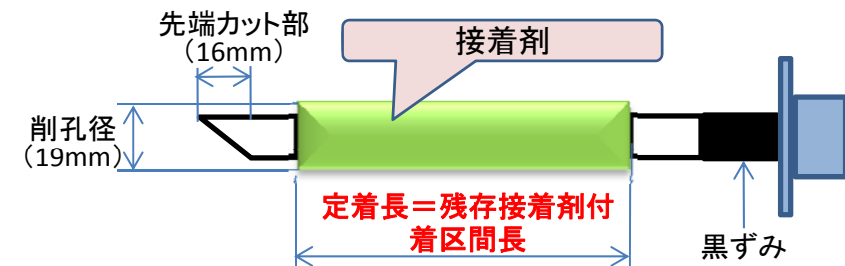 先端カット部
（16mm）
接着剤
削孔径
（19mm）
定着長＝残存接着剤付
着区間長
黒ずみ